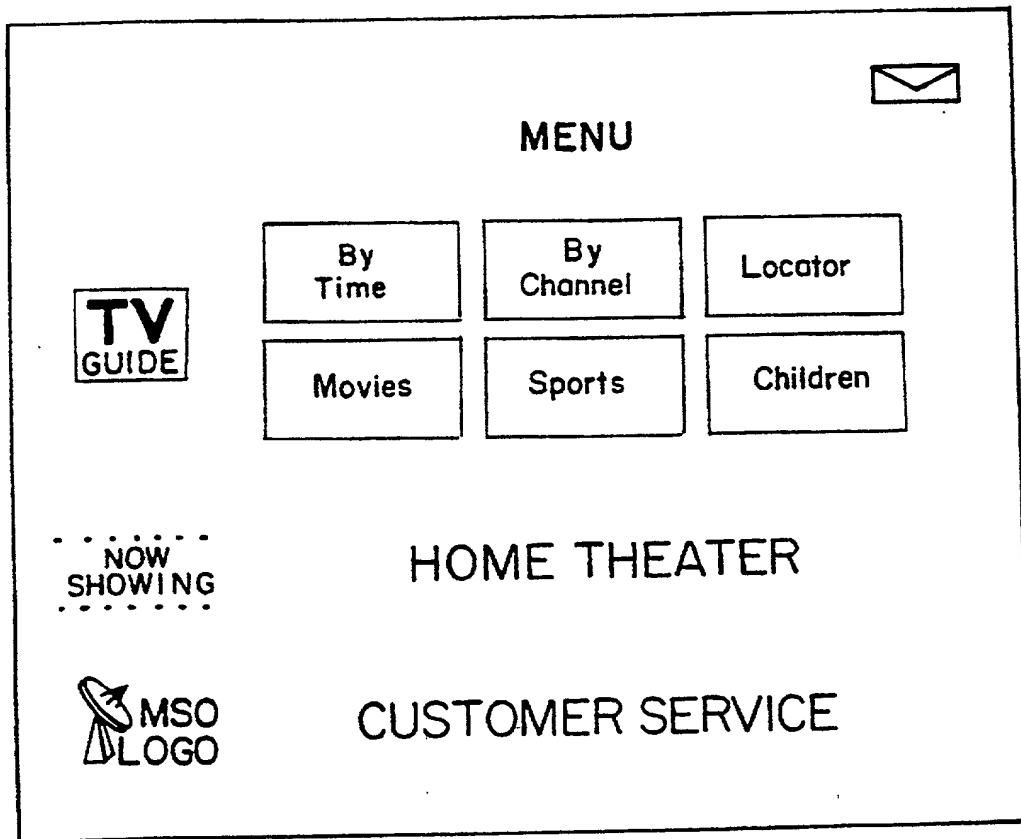 MENU
By
Time
By
Channel
Locator
TV
GUIDE
Movies
Sports
Children
NOW
SHOWING
HOME THEATER
MSO
LOGO
CUSTOMER SERVICE